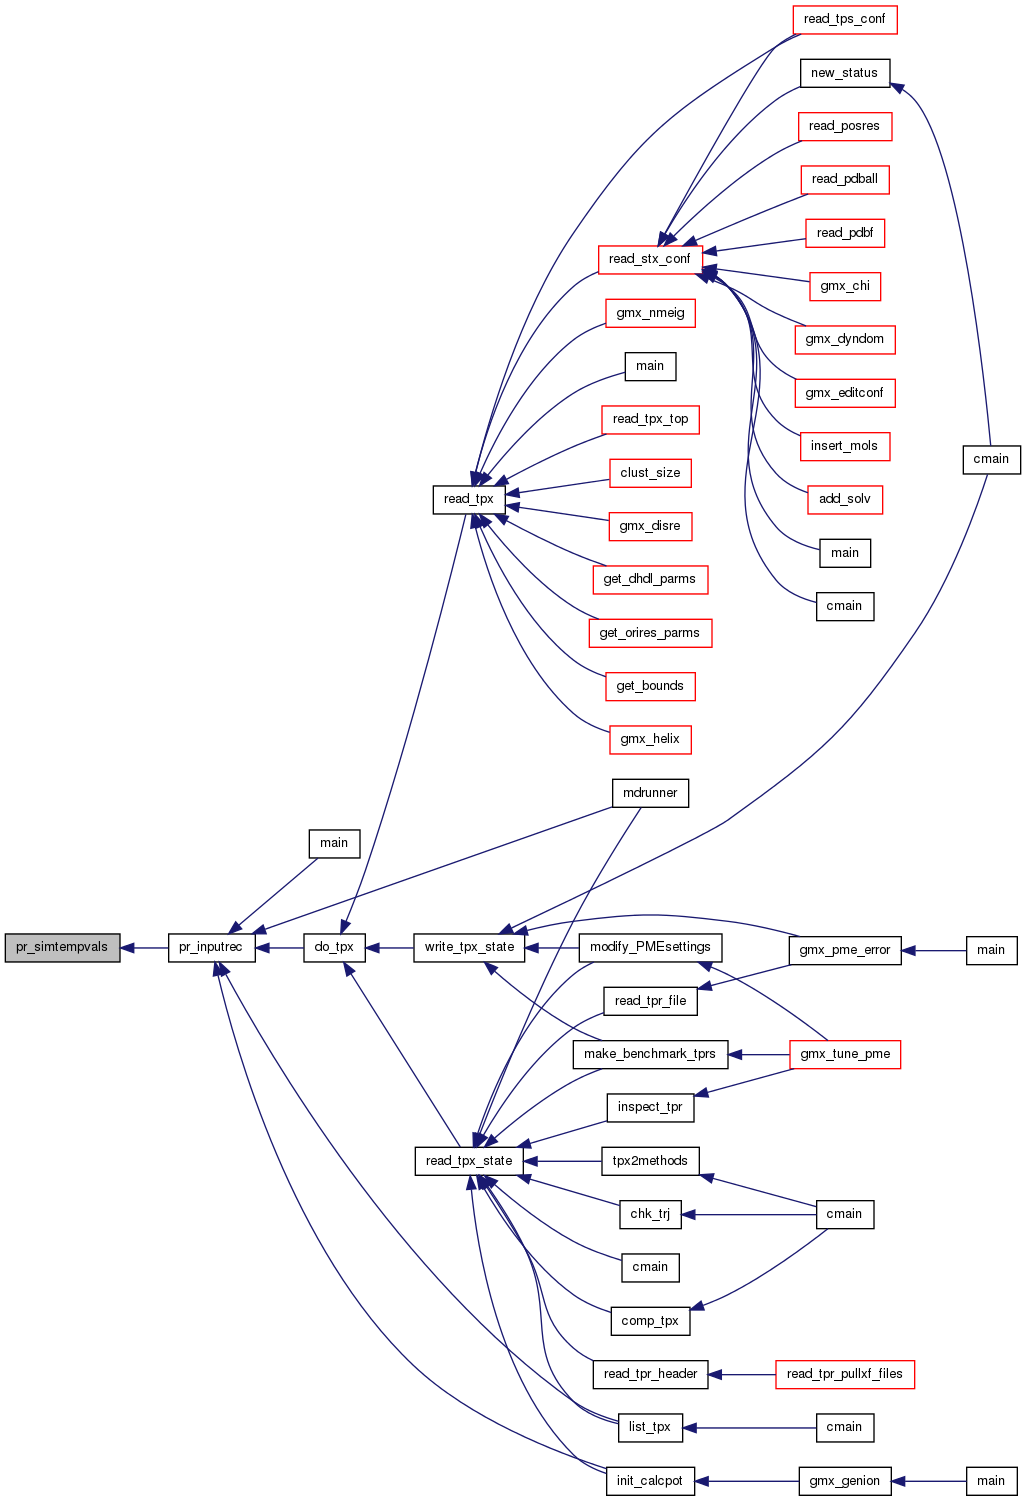 read_tps_conf
new_status
read_posres
read_pdball
read_pdbf
read_stx_conf
gmx_chi
gmx_nmeig
gmx_dyndom
main
gmx_editconf
read_tpx_top
insert_mols
cmain
clust_size
read_tpx
add_solv
gmx_disre
main
get_dhdl_parms
cmain
get_orires_parms
get_bounds
gmx_helix
mdrunner
main
pr_simtempvals
pr_inputrec
do_tpx
write_tpx_state
modify_PMEsettings
gmx_pme_error
main
read_tpr_file
make_benchmark_tprs
gmx_tune_pme
inspect_tpr
read_tpx_state
tpx2methods
chk_trj
cmain
cmain
comp_tpx
read_tpr_header
read_tpr_pullxf_files
list_tpx
cmain
init_calcpot
gmx_genion
main